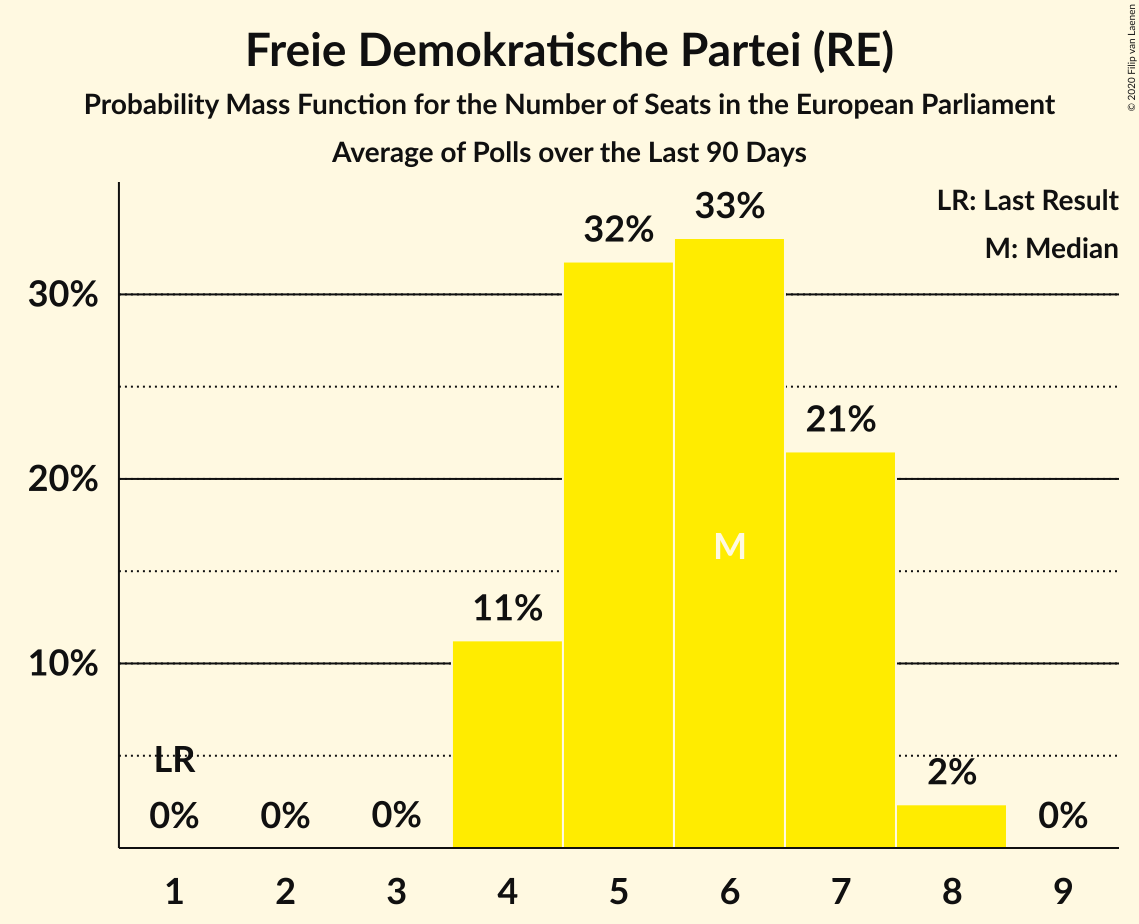 Freie Demokratische Partei (RE)
Probability Mass Function for the Number of Seats in the European Parliament
Average of Polls over the Last 90 Days
© 2020 Filip van Laenen
LR: Last Result
M: Median
30%
20%
10%
LR
0%
0%
0%
11%
32%
33%
M
21%
2%
0%
1 2 3 4 5 6 7 8 9